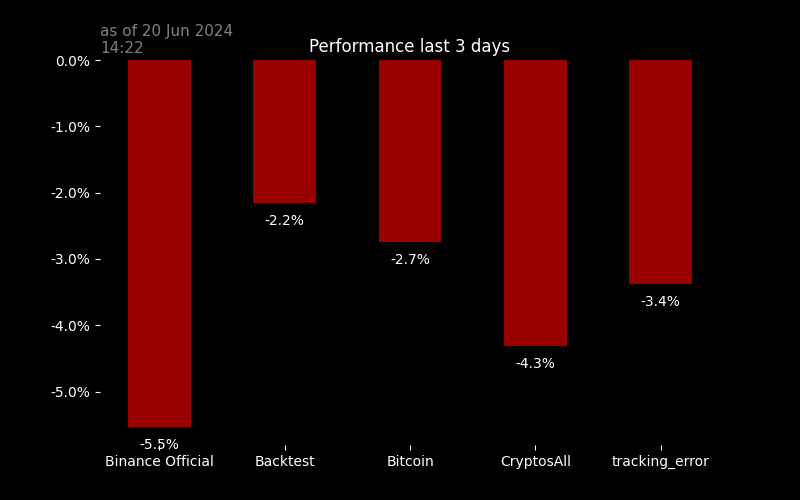 as of 20 Jun 2024
14:22
Performance last 3 days
0.0%
-1.0%
-2.0%
-3.0%
-4.0%
-5.0%
-5.5%
-2.2%
-2.7%
-4.3%
-3.4%
Binance Official
Backtest
Bitcoin
CryptosAll
tracking_error